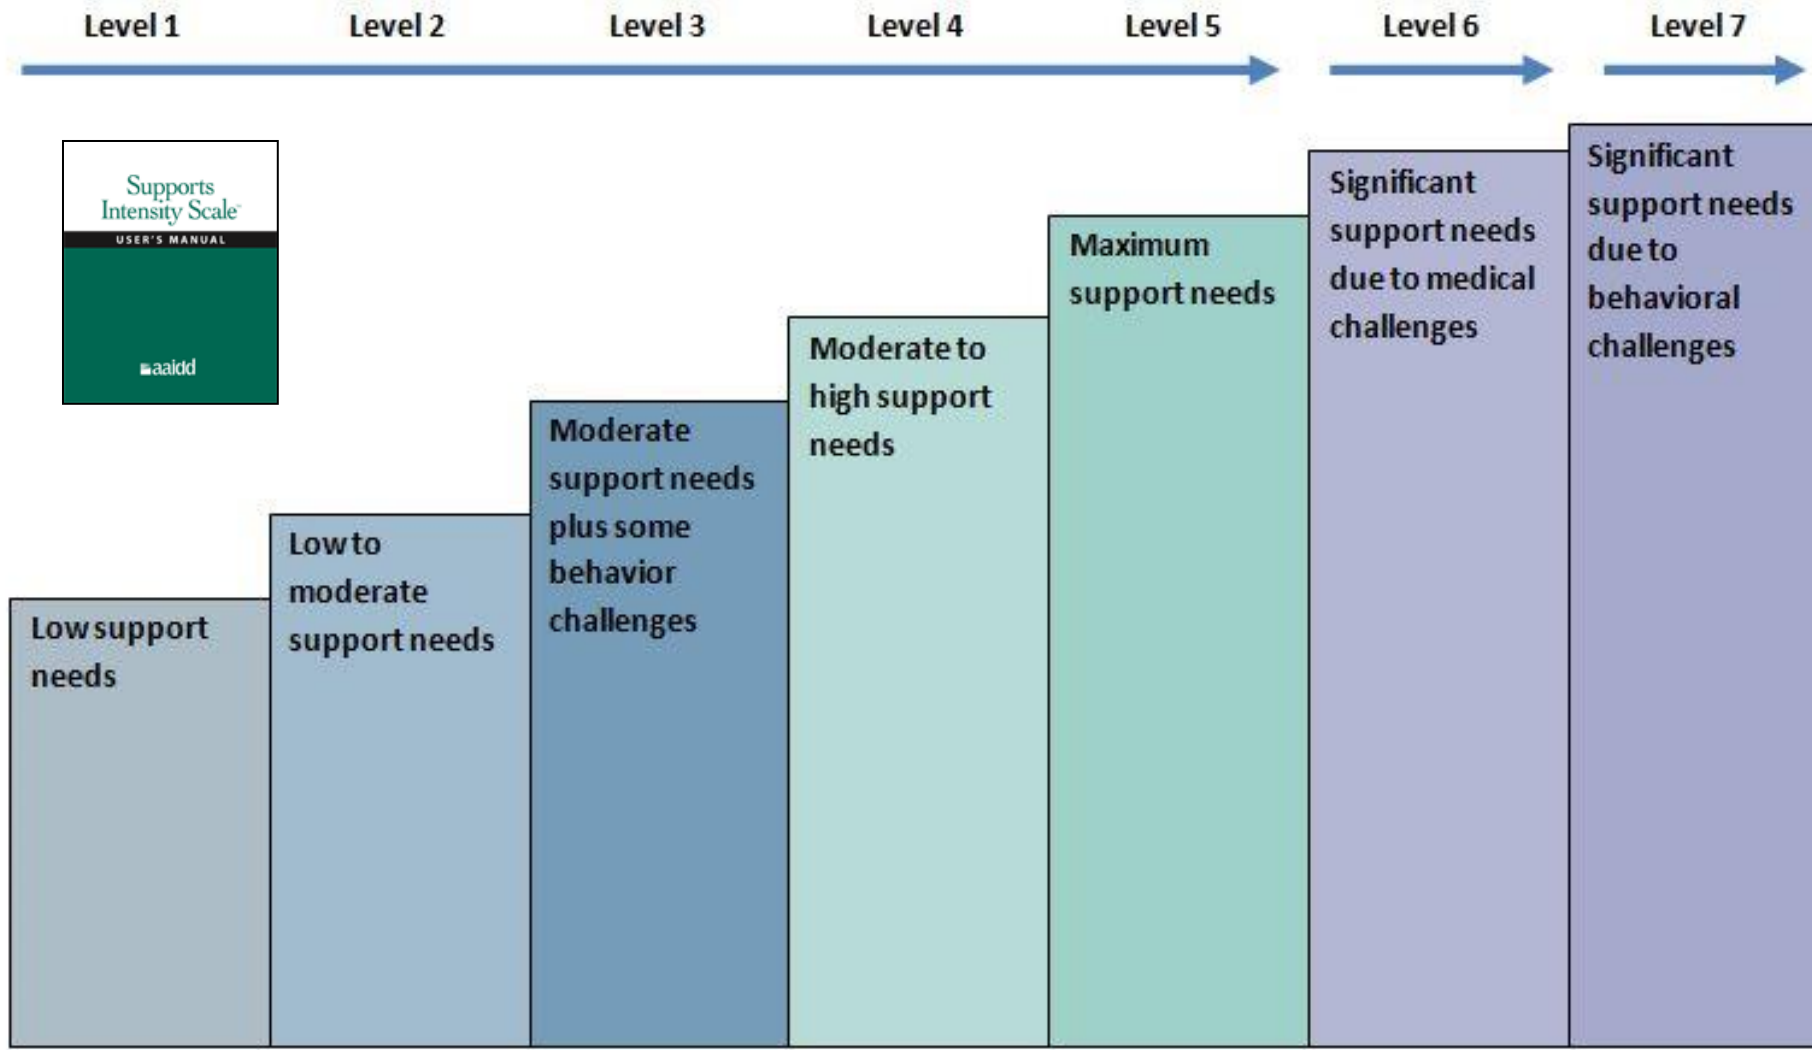 Level 1
Level 2
Level 3
Level 4
Level 5
Level 6
Level 7
Supports
Intensity Scale™
USER'S MANUAL
aaidd
Low support
needs
Low to
moderate
support needs
Moderate
support needs
plus some
behavior
challenges
Moderate to
high support
needs
Maximum
support needs
Significant
support needs
due to medical
challenges
Significant
support needs
due to
behavioral
challenges